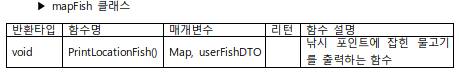 ▶ mapFish 클래스
반환타입 함수명 매개변수 리턴 함수 설명
void PrintLocationFish() Map, userFishDTO 낚시 포인트에 잡힌 물고기
를 출력하는 함수